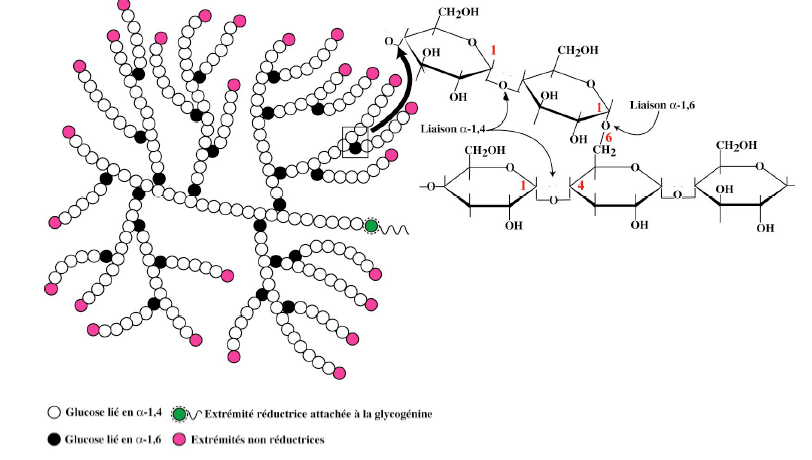 CH₂OH
O
O
1
OH
CH₂OH
OH
O
O
OH
1
Liaison α-1,6
O
Liaison α-1,4
OH
6
CH₂
CH₂OH
CH₂OH
O
O
O
O
1
4
OH
O
O
OH
OH
OH
Glucose lié en α-1,4
Extrémité réductrice attachée à la glycogénine
Glucose lié en α-1,6
Extrémités non réductrices